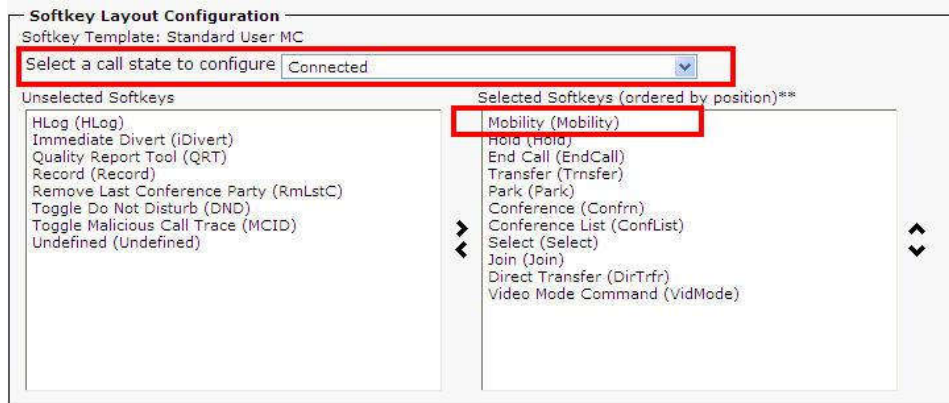 Softkey Layout Configuration
Softkey Template: Standard User MC
Select a call state to configure Connected
Unselected Softkeys
HLog (HLog)
Immediate Divert (iDivert)
Quality Report Tool (QRT)
Record (Record)
Remove Last Conference Party (RmLstC)
Toggle Do Not Disturb (DND)
Toggle Malicious Call Trace (MCID)
Undefined (Undefined)
Selected Softkeys (ordered by position)**
Mobility (Mobility)
Hold (Hold)
End Call (EndCall)
Transfer (Trnsfer)
Park (Park)
Conference (Confrn)
Conference List (ConfList)
Select (Select)
Join (Join)
Direct Transfer (DirTrfr)
Video Mode Command (VidMode)